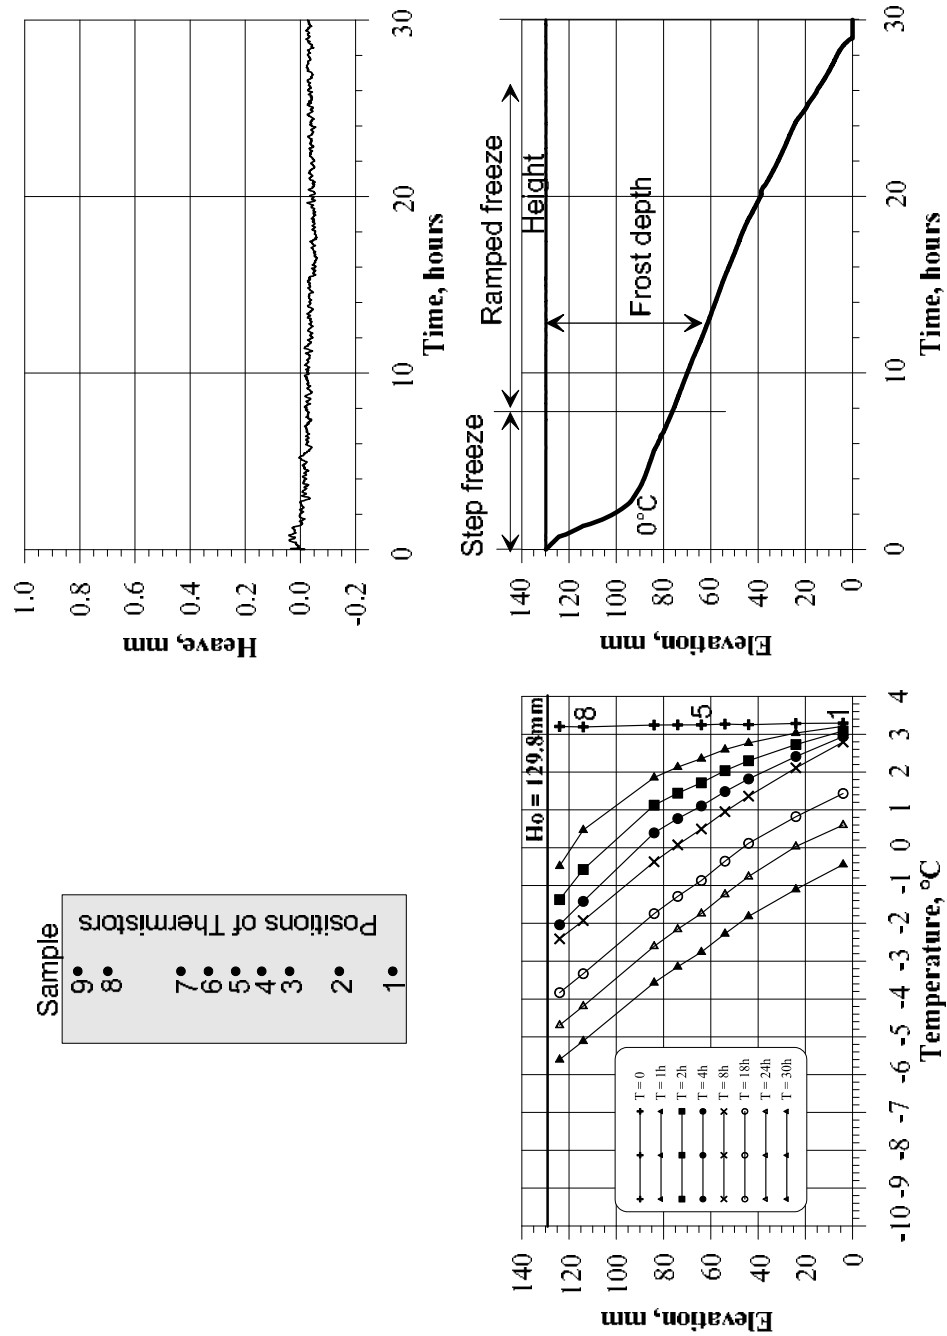 1.0
0.8
0.6
0.4
0.2
0.0
-0.2
Heave, mm
0
10
20
30
Time, hours
Sample
9
8
7
6
5
4
3
2
1
Positions of Thermistors
140
120
100
80
60
40
20
0
Elevation, mm
Step freeze
Ramped freeze
Height
Frost depth
0°C
0
10
20
30
Time, hours
140
120
100
80
60
40
20
0
Elevation, mm
Ho = 129.8mm
8
5
1
T = 0
T = 1h
T = 2h
T = 4h
T = 8h
T = 18h
T = 24h
T = 30h
-10 -9 -8 -7 -6 -5 -4 -3 -2 -1 0 1 2 3 4
Temperature, °C